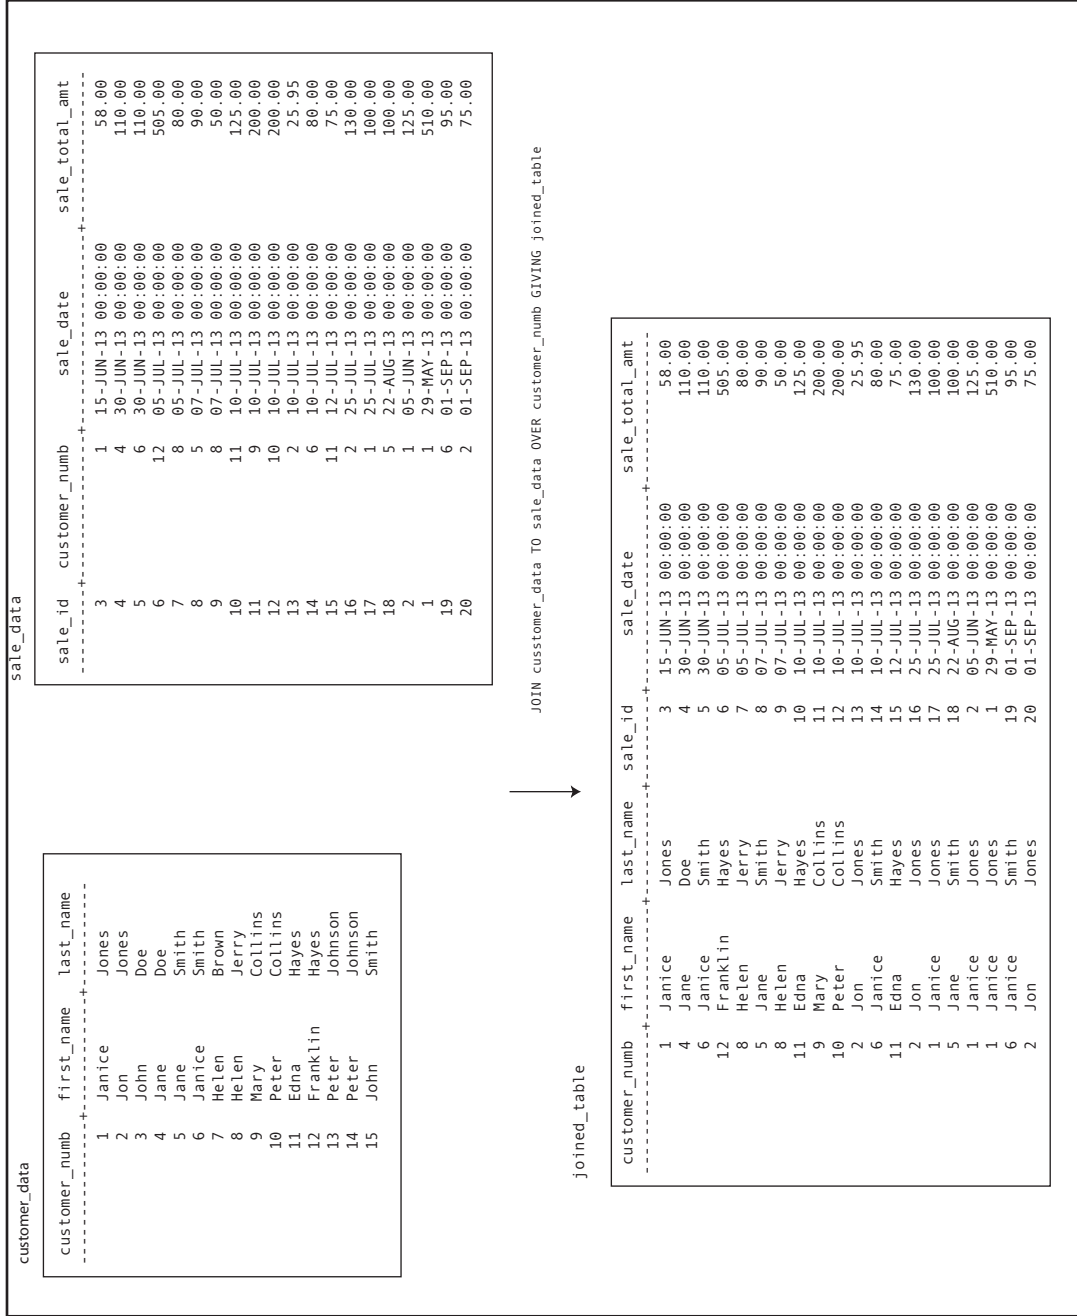 customer_data
customer_numb first_name last_name
--------------+------------+------------
1 Janice Jones
2 Jon Jones
3 John Doe
4 Jane Doe
5 Jane Smith
6 Janice Smith
7 Helen Brown
8 Helen Jerry
9 Mary Collins
10 Peter Collins
11 Edna Hayes
12 Franklin Hayes
13 Peter Johnson
14 Peter Johnson
15 John Smith
sale_data
sale_id customer_numb sale_date sale_total_amt
---------+---------------+--------------------+----------------
3 1 15-JUN-13 00:00:00 58.00
4 4 30-JUN-13 00:00:00 110.00
5 6 30-JUN-13 00:00:00 110.00
6 12 05-JUL-13 00:00:00 505.00
7 8 05-JUL-13 00:00:00 80.00
8 5 07-JUL-13 00:00:00 90.00
9 8 07-JUL-13 00:00:00 50.00
10 11 10-JUL-13 00:00:00 125.00
11 9 10-JUL-13 00:00:00 200.00
12 10 10-JUL-13 00:00:00 200.00
13 2 10-JUL-13 00:00:00 25.95
14 6 10-JUL-13 00:00:00 80.00
15 11 12-JUL-13 00:00:00 75.00
16 2 25-JUL-13 00:00:00 130.00
17 1 25-JUL-13 00:00:00 100.00
18 5 22-AUG-13 00:00:00 100.00
2 1 05-JUN-13 00:00:00 125.00
1 1 29-MAY-13 00:00:00 510.00
19 6 01-SEP-13 00:00:00 95.00
20 2 01-SEP-13 00:00:00 75.00
JOIN cusstomer_data TO sale_data OVER customer_numb GIVING joined_table
joined_table
customer_numb first_name last_name sale_id sale_date sale_total_amt
---------------+------------+------------+---------+--------------------+----------------
1 Janice Jones 3 15-JUN-13 00:00:00 58.00
4 Jane Doe 4 30-JUN-13 00:00:00 110.00
6 Janice Smith 5 30-JUN-13 00:00:00 110.00
12 Franklin Hayes 6 05-JUL-13 00:00:00 505.00
8 Helen Jerry 7 05-JUL-13 00:00:00 80.00
5 Jane Smith 8 07-JUL-13 00:00:00 90.00
8 Helen Jerry 9 07-JUL-13 00:00:00 50.00
11 Edna Hayes 10 10-JUL-13 00:00:00 125.00
9 Mary Collins 11 10-JUL-13 00:00:00 200.00
10 Peter Collins 12 10-JUL-13 00:00:00 200.00
2 Jon Jones 13 10-JUL-13 00:00:00 25.95
6 Janice Smith 14 10-JUL-13 00:00:00 80.00
11 Edna Hayes 15 12-JUL-13 00:00:00 75.00
2 Jon Jones 16 25-JUL-13 00:00:00 130.00
1 Janice Jones 17 25-JUL-13 00:00:00 100.00
5 Jane Smith 18 22-AUG-13 00:00:00 100.00
1 Janice Jones 2 05-JUN-13 00:00:00 125.00
1 Janice Jones 1 29-MAY-13 00:00:00 510.00
6 Janice Smith 19 01-SEP-13 00:00:00 95.00
2 Jon Jones 20 01-SEP-13 00:00:00 75.00